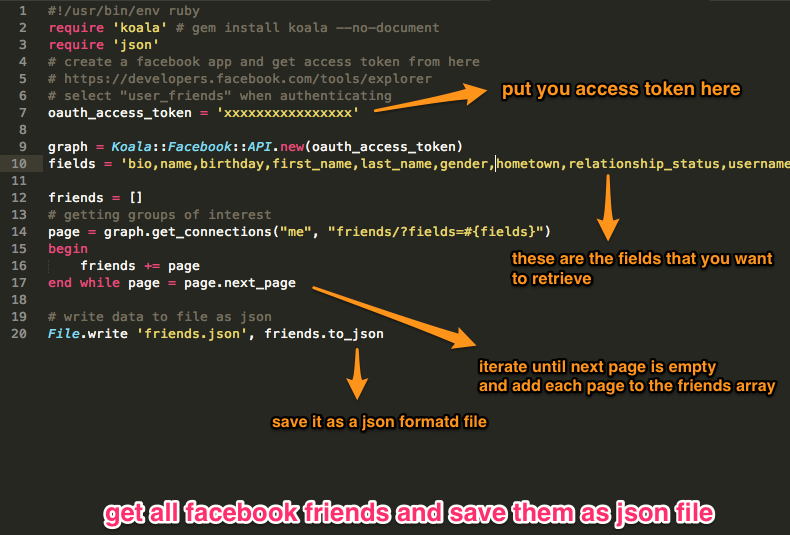 1 #!/usr/bin/env ruby
2 require 'koala' # gem install koala --no-document
3 require 'json'
4 # create a facebook app and get access token from here
5 # https://developers.facebook.com/tools/explorer
6 # select "user_friends" when authenticating
7 oauth_access_token = 'xxxxxxxxxxxxxxxx'
put you access token here
8
9 graph = Koala::Facebook::API.new(oauth_access_token)
10 fields = 'bio,name,birthday,first_name,last_name,gender,hometown,relationship_status,username
11
12 friends = []
13 # getting groups of interest
14 page = graph.get_connections("me", "friends/?fields=#{fields}")
15 begin
16 friends += page
17 end while page = page.next_page
these are the fields that you want
to retrieve
18
19 # write data to file as json
20 File.write 'friends.json', friends.to_json
iterate until next page is empty
and add each page to the friends array
save it as a json formatd file
get all facebook friends and save them as json file